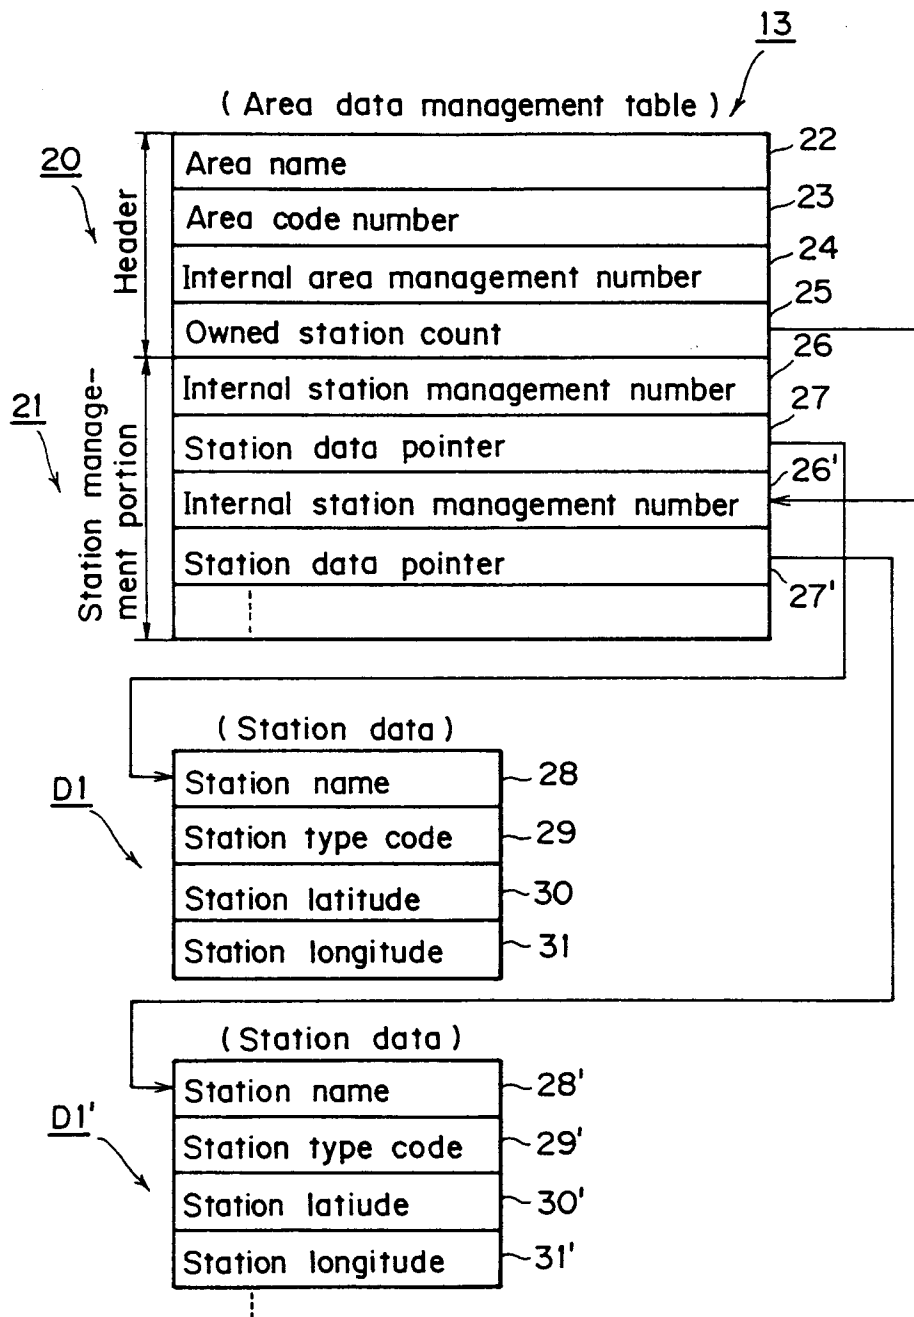 13
( Area data management table )
20
Header
Area name
22
Area code number
23
Internal area management number
24
Owned station count
25
21
Station manage-
ment portion
Internal station management number
26
Station data pointer
27
Internal station management number
26'
Station data pointer
27'
( Station data )
D1
Station name
28
Station type code
29
Station latitude
30
Station longitude
31
( Station data )
D1'
Station name
28'
Station type code
29'
Station latiude
30'
Station longitude
31'